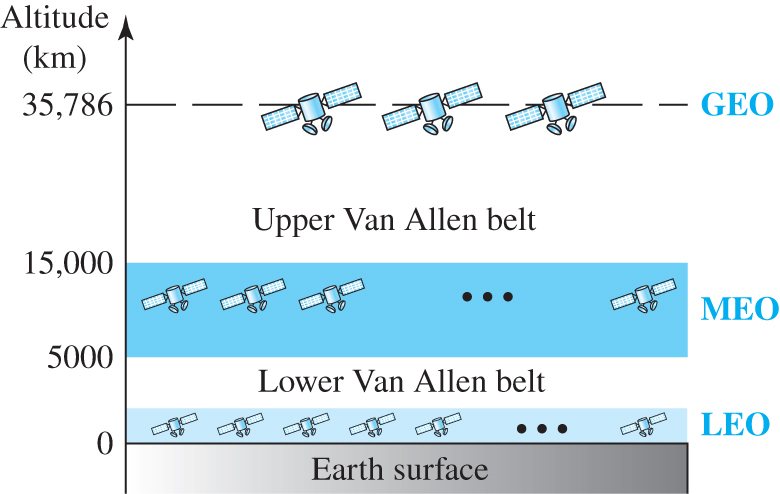 Altitude
(km)
35,786
GEO
Upper Van Allen belt
15,000
MEO
5000
Lower Van Allen belt
LEO
0
Earth surface